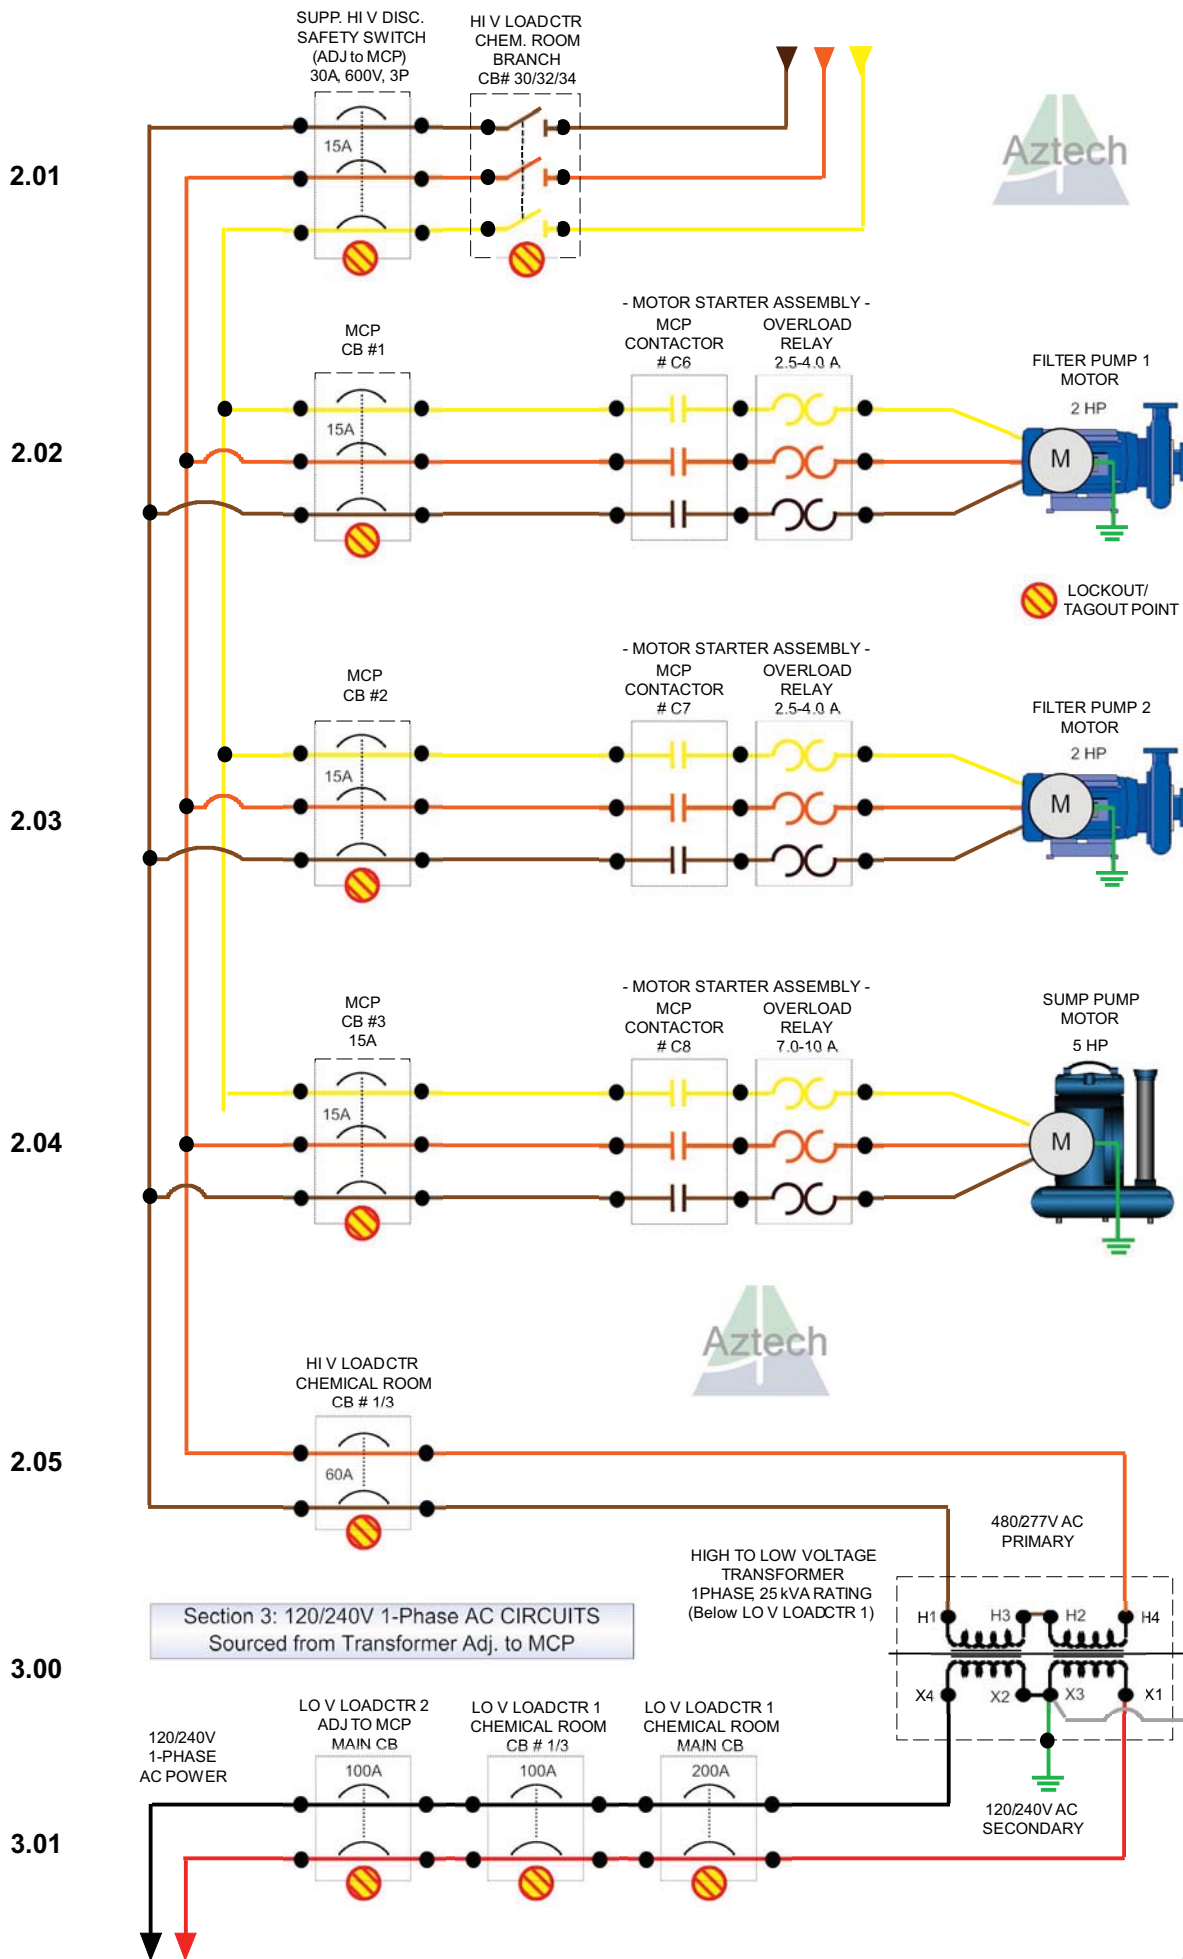 SUPP. HI V DISC.
SAFETY SWITCH
(ADJ to MCP)
30A, 600V, 3P
HI V LOADCTR
CHEM. ROOM
BRANCH
CB# 30/32/34
15A
Aztech
2.01
- MOTOR STARTER ASSEMBLY -
MCP
CB #1
MCP
CONTACTOR
# C6
OVERLOAD
RELAY
2.5-4.0 A
FILTER PUMP 1
MOTOR
2 HP
15A
M
2.02
LOCKOUT/
TAGOUT POINT
- MOTOR STARTER ASSEMBLY -
MCP
CB #2
MCP
CONTACTOR
# C7
OVERLOAD
RELAY
2.5-4.0 A
FILTER PUMP 2
MOTOR
2 HP
15A
M
2.03
- MOTOR STARTER ASSEMBLY -
MCP
CB #3
15A
MCP
CONTACTOR
# C8
OVERLOAD
RELAY
7.0-10 A
SUMP PUMP
MOTOR
5 HP
15A
M
2.04
Aztech
HI V LOADCTR
CHEMICAL ROOM
CB # 1/3
60A
2.05
480/277V AC
PRIMARY
HIGH TO LOW VOLTAGE
TRANSFORMER
1PHASE, 25 kVA RATING
(Below LO V LOADCTR 1)
Section 3: 120/240V 1-Phase AC CIRCUITS
Sourced from Transformer Adj. to MCP
H1 H3 H2 H4
3.00
X4 X2 X3 X1
120/240V
1-PHASE
AC POWER
LO V LOADCTR 2
ADJ TO MCP
MAIN CB
100A
LO V LOADCTR 1
CHEMICAL ROOM
CB # 1/3
100A
LO V LOADCTR 1
CHEMICAL ROOM
MAIN CB
200A
120/240V AC
SECONDARY
3.01